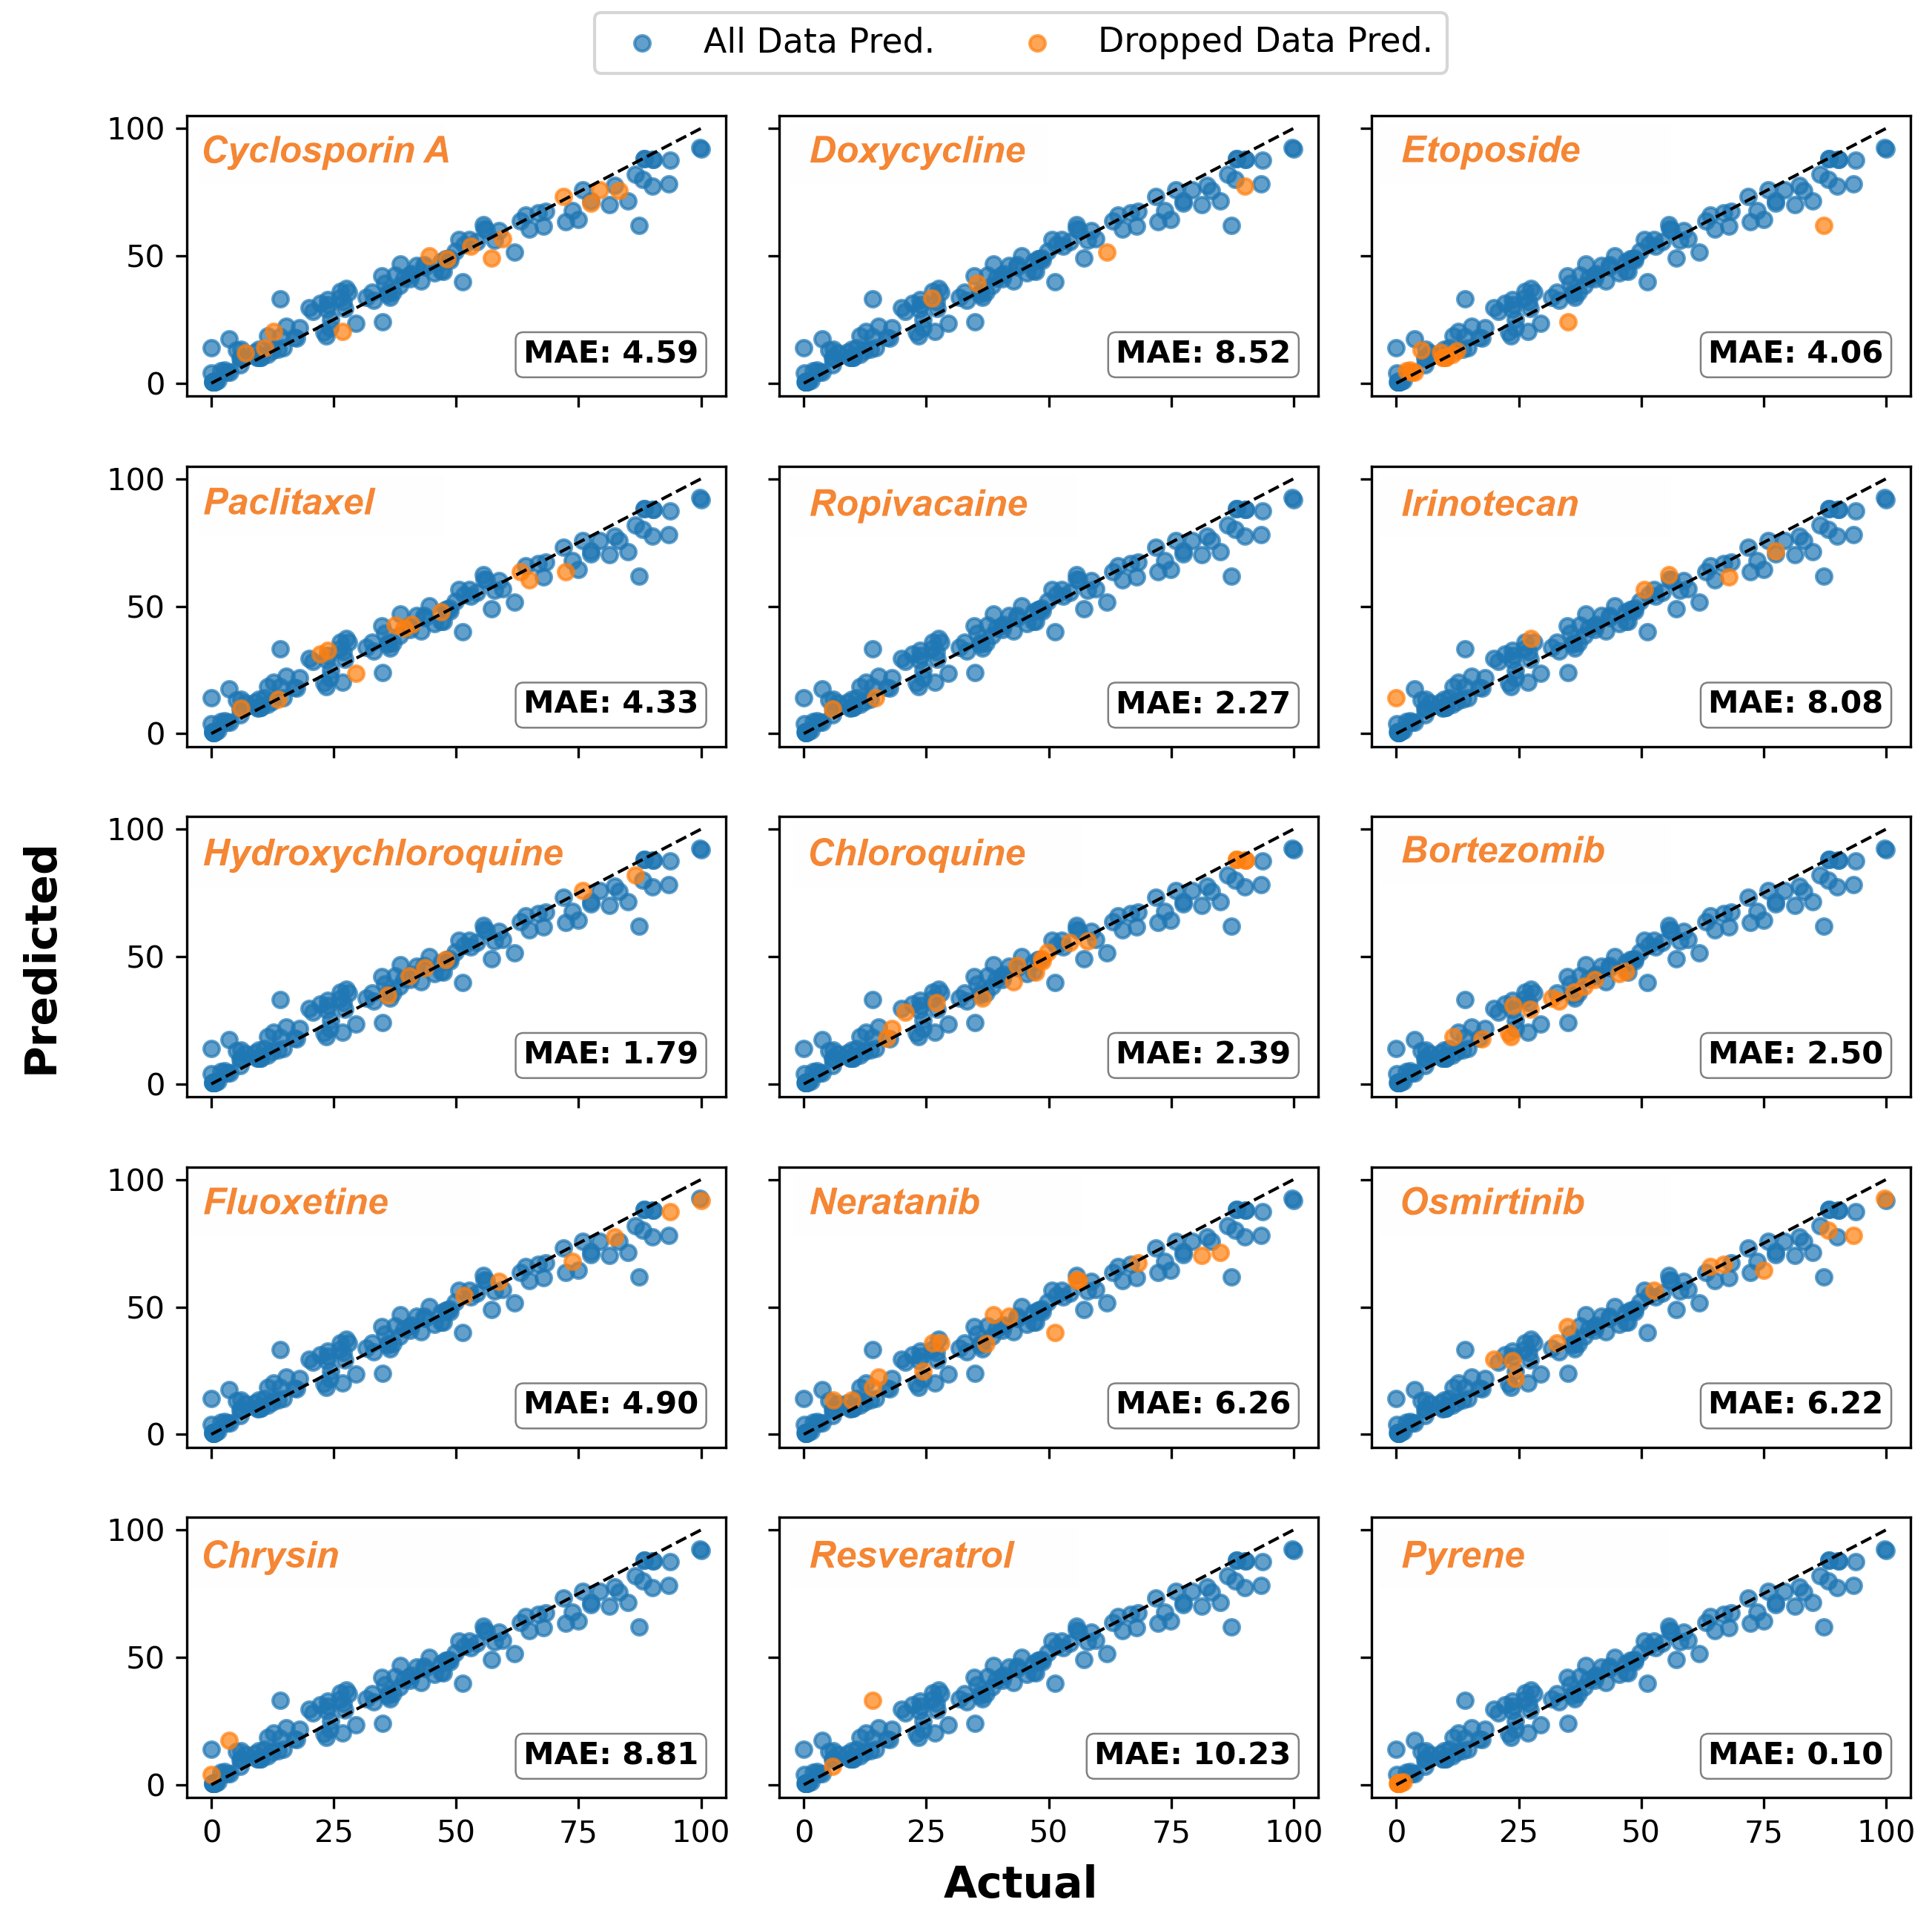 All Data Pred. Dropped Data Pred.
Cyclosporin A Doxycycline Etoposide
100
50
0
MAE: 4.59 MAE: 8.52 MAE: 4.06
Paclitaxel Ropivacaine Irinotecan
100
50
0
MAE: 4.33 MAE: 2.27 MAE: 8.08
Hydroxychloroquine Chloroquine Bortezomib
100
50
0
MAE: 1.79 MAE: 2.39 MAE: 2.50
Predicted
Fluoxetine Neratanib Osmirtinib
100
50
0
MAE: 4.90 MAE: 6.26 MAE: 6.22
Chrysin Resveratrol Pyrene
100
50
0
MAE: 8.81 MAE: 10.23 MAE: 0.10
0 25 50 75 100 0 25 50 75 100 0 25 50 75 100
Actual